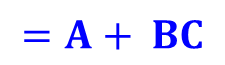 = A + BC